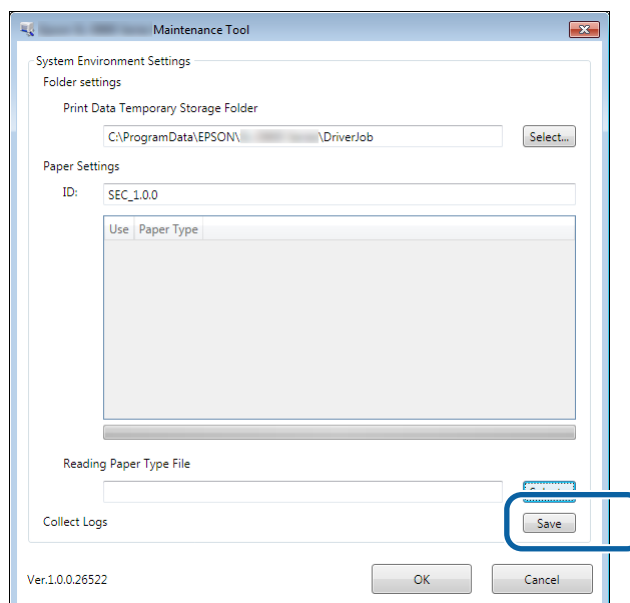 Maintenance Tool
System Environment Settings
Folder settings
Print Data Temporary Storage Folder
C:\ProgramData\EPSON\ \DriverJob Select...
Paper Settings
ID: SEC_1.0.0
Use Paper Type
Reading Paper Type File
Collect Logs Save
Ver.1.0.0.26522 OK Cancel